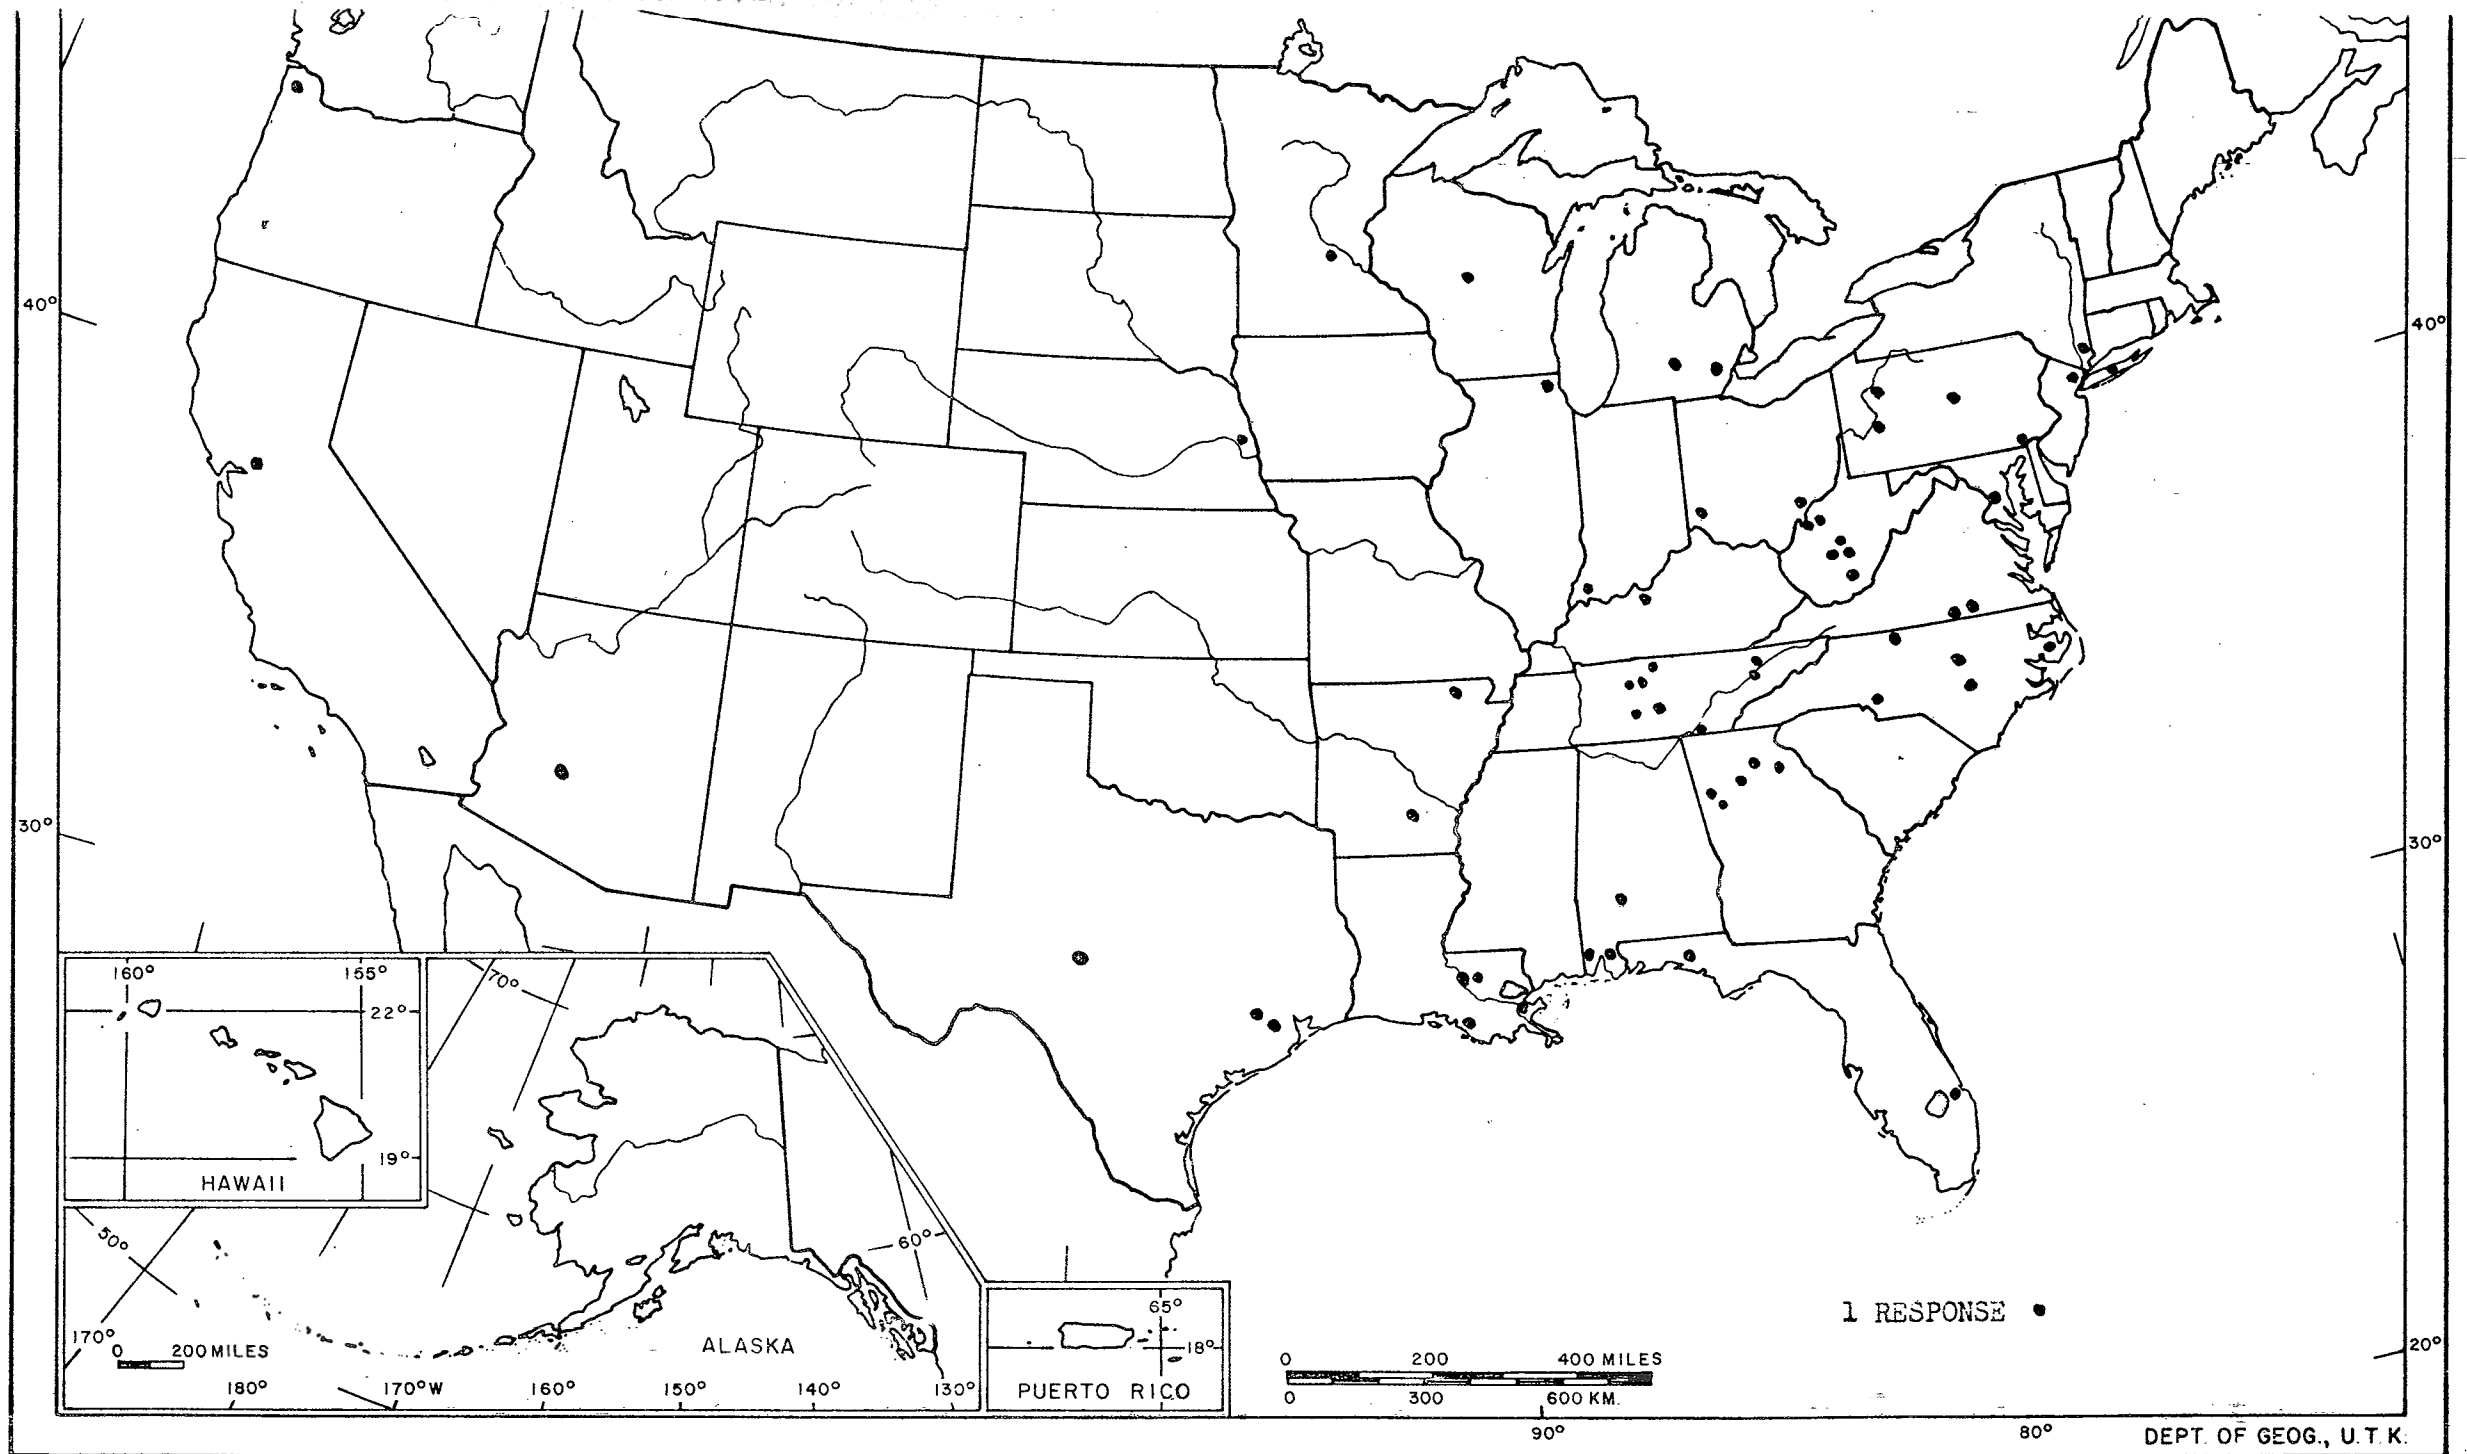 40°
40°
30°
30°
160°
155°
22°
19°
HAWAII
70°
60°
50°
170°
0 200 MILES
ALASKA
180°
170°W
160°
150°
140°
130°
65°
18°
PUERTO RICO
1 RESPONSE
0 200 400 MILES
0 300 600 KM.
20°
90°
80°
DEPT. OF GEOG., U.T.K.